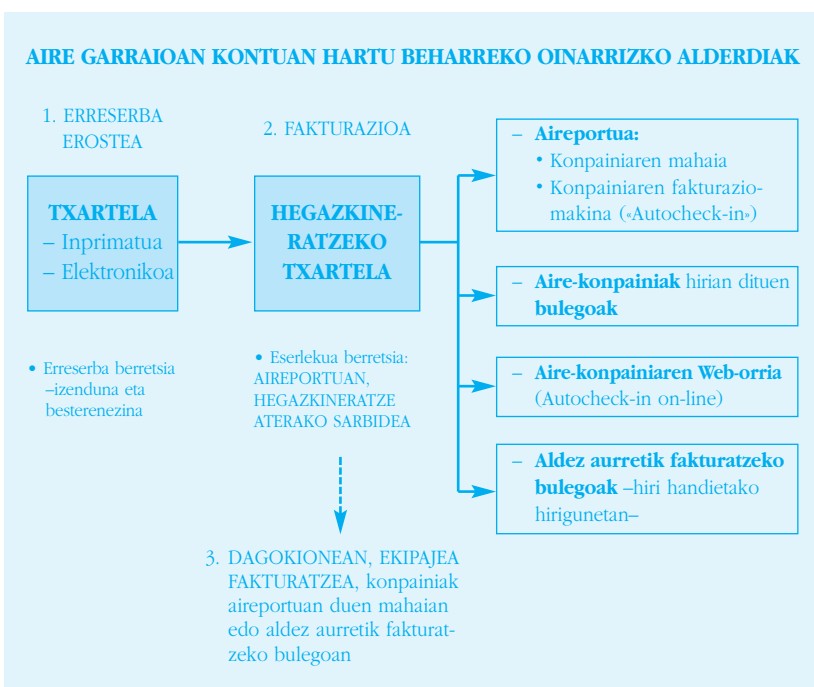 AIRE GARRAIOAN KONTUAN HARTU BEHARREKO OINARRIZKO ALDERDIAK
1. ERRESERBA
EROSTEA
TXARTELA
– Inprimatua
– Elektronikoa
• Erreserba berretsia
–izenduna eta
besterenezina
2. FAKTURAZIOA
HEGAZKINE-
RATZEKO
TXARTELA
• Eserlekua berretsia:
AIREPORTUAN,
HEGAZKINERATZE
ATERAKO SARBIDEA
– Aireportua:
• Konpainiaren mahaia
• Konpainiaren fakturazio-
makina («Autocheck-in»)
– Aire-konpainiak hirian dituen
bulegoak
– Aire-konpainiaren Web-orria
(Autocheck-in on-line)
– Aldez aurretik fakturatzeko
bulegoak –hiri handietako
hirigunetan–
3. DAGOKIONEAN, EKIPAJEA
FAKTURATZEA, konpainiak
aireportuan duen mahaian
edo aldez aurretik fakturat-
zeko bulegoan